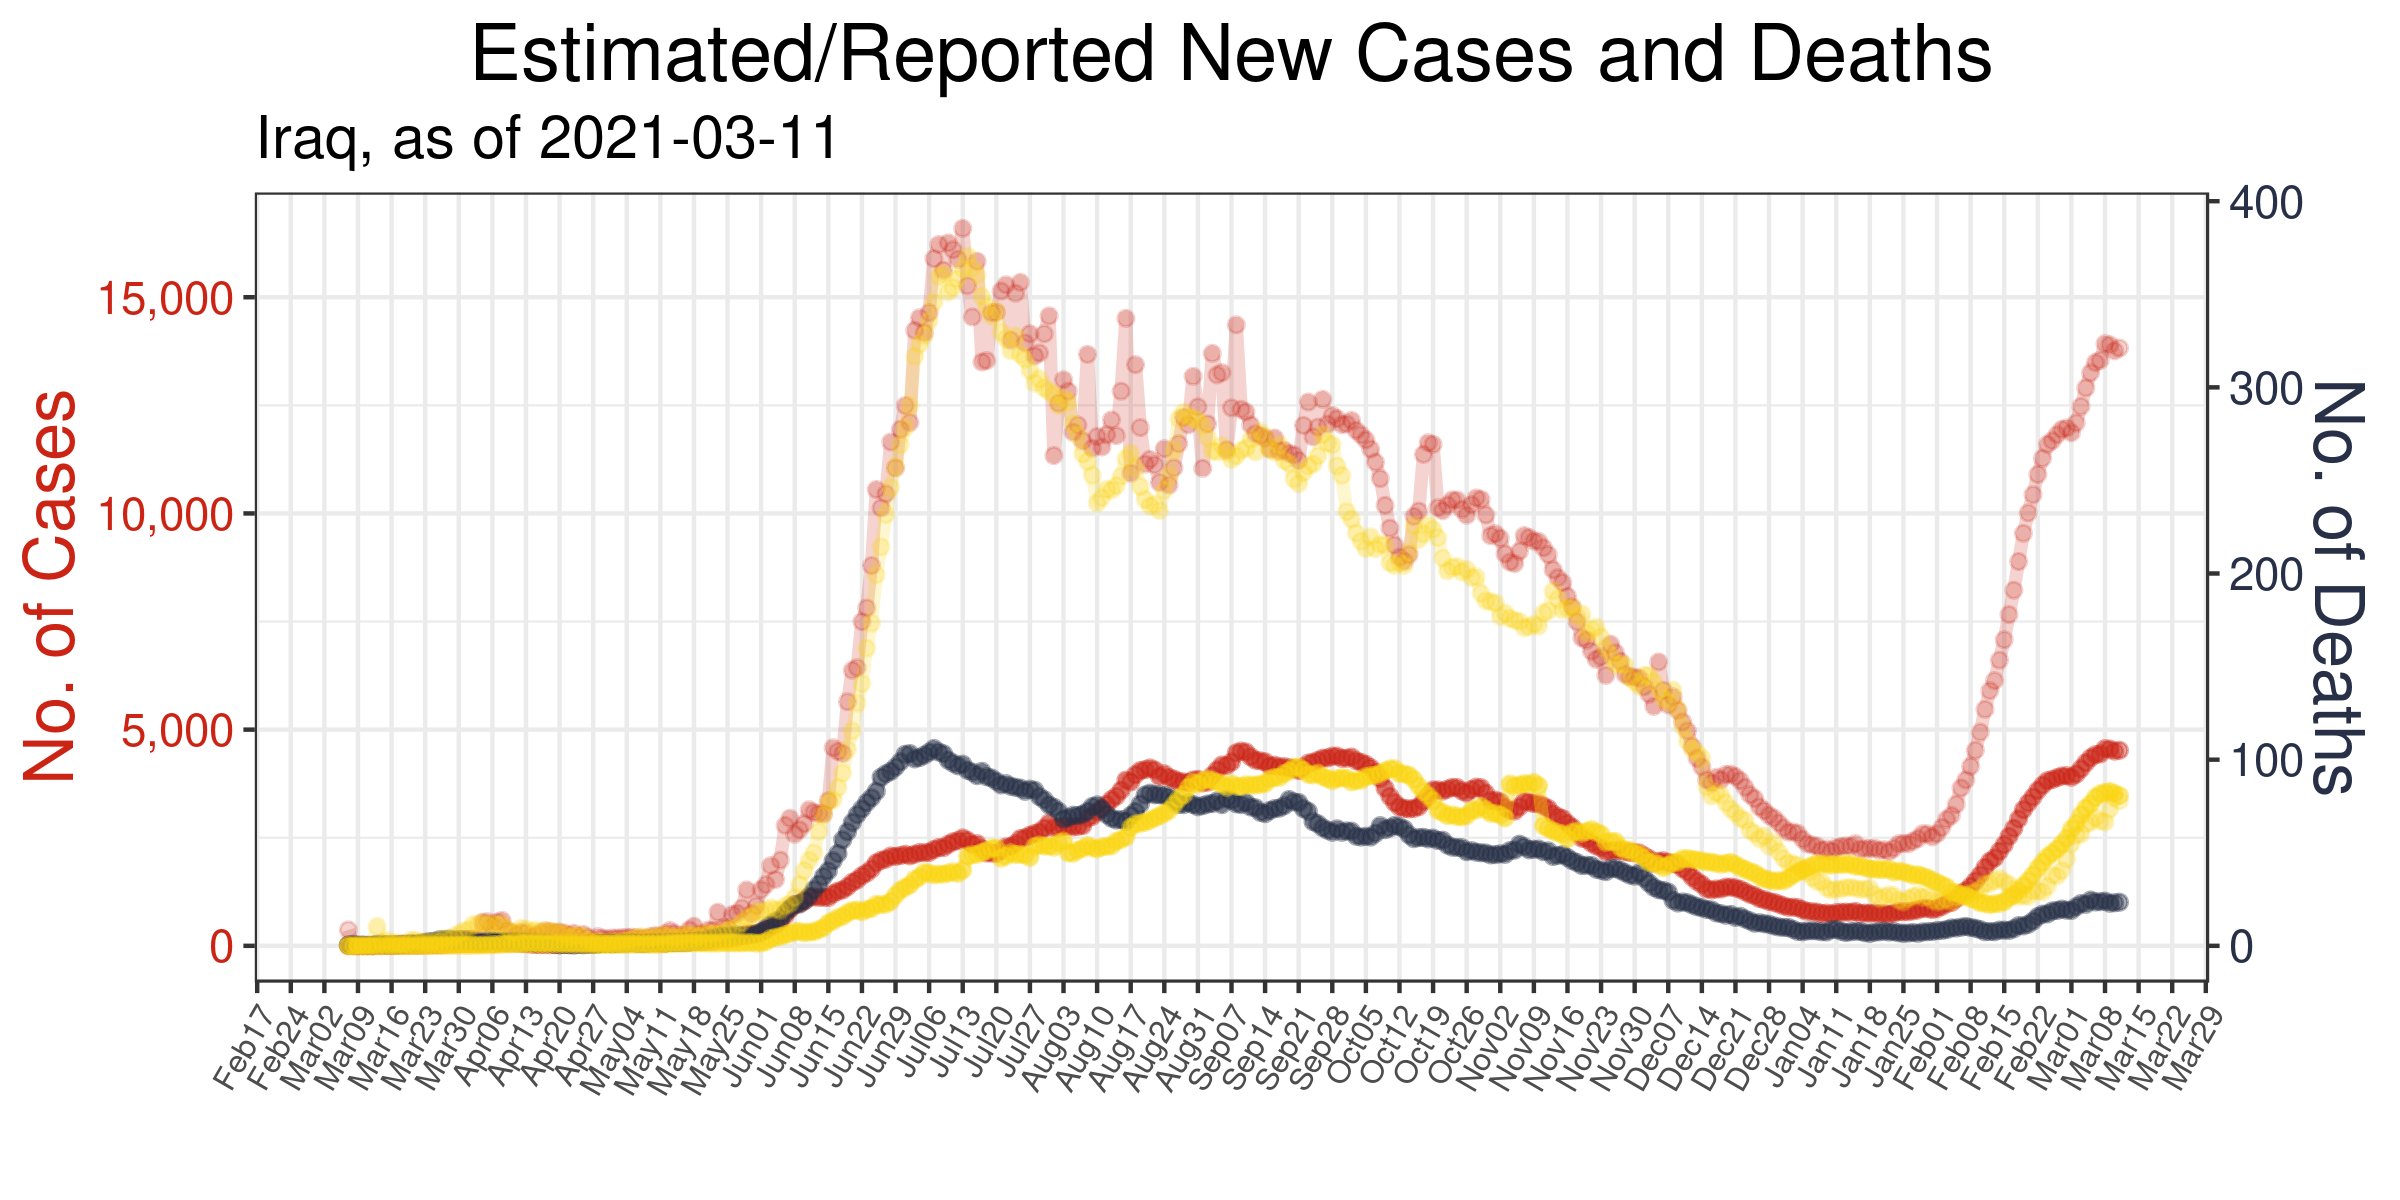 Estimated/Reported New Cases and Deaths
Iraq, as of 2021-03-11
No. of Cases
15,000
10,000
5,000
0
400
300
200
100
0
No. of Deaths
Feb17
Feb24
Mar02
Mar09
Mar16
Mar23
Mar30
Apr06
Apr13
Apr20
Apr27
May04
May11
May18
May25
Jun01
Jun08
Jun15
Jun22
Jun29
Jul06
Jul13
Jul20
Jul27
Aug03
Aug10
Aug17
Aug24
Aug31
Sep07
Sep14
Sep21
Sep28
Oct05
Oct12
Oct19
Oct26
Nov02
Nov09
Nov16
Nov23
Nov30
Dec07
Dec14
Dec21
Dec28
Jan04
Jan11
Jan18
Jan25
Feb01
Feb08
Feb15
Feb22
Mar01
Mar08
Mar15
Mar22
Mar29